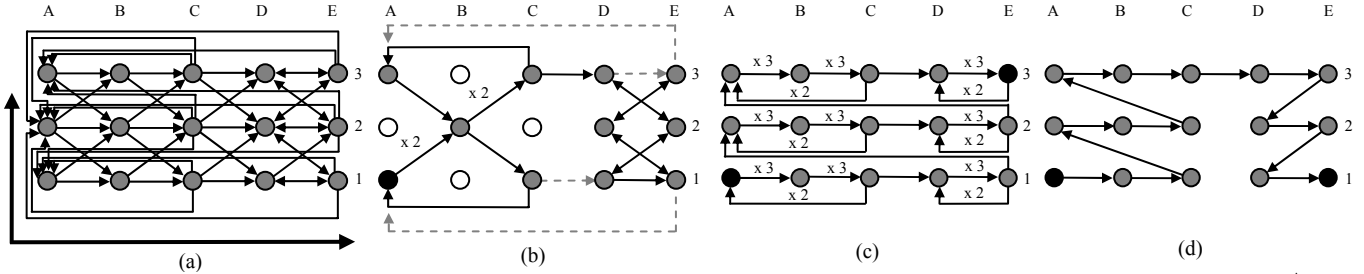 A B C D E A B C D E A B C D E A B C D E
3 3 3 3
x 3 x 3 x 3
x 2 x 2 x 2
2 2 2 2
x 3 x 3 x 3
x 2 x 2 x 2
1 1 1 1
x 3 x 3 x 3
x 2 x 2
(a) (b) (c) (d)